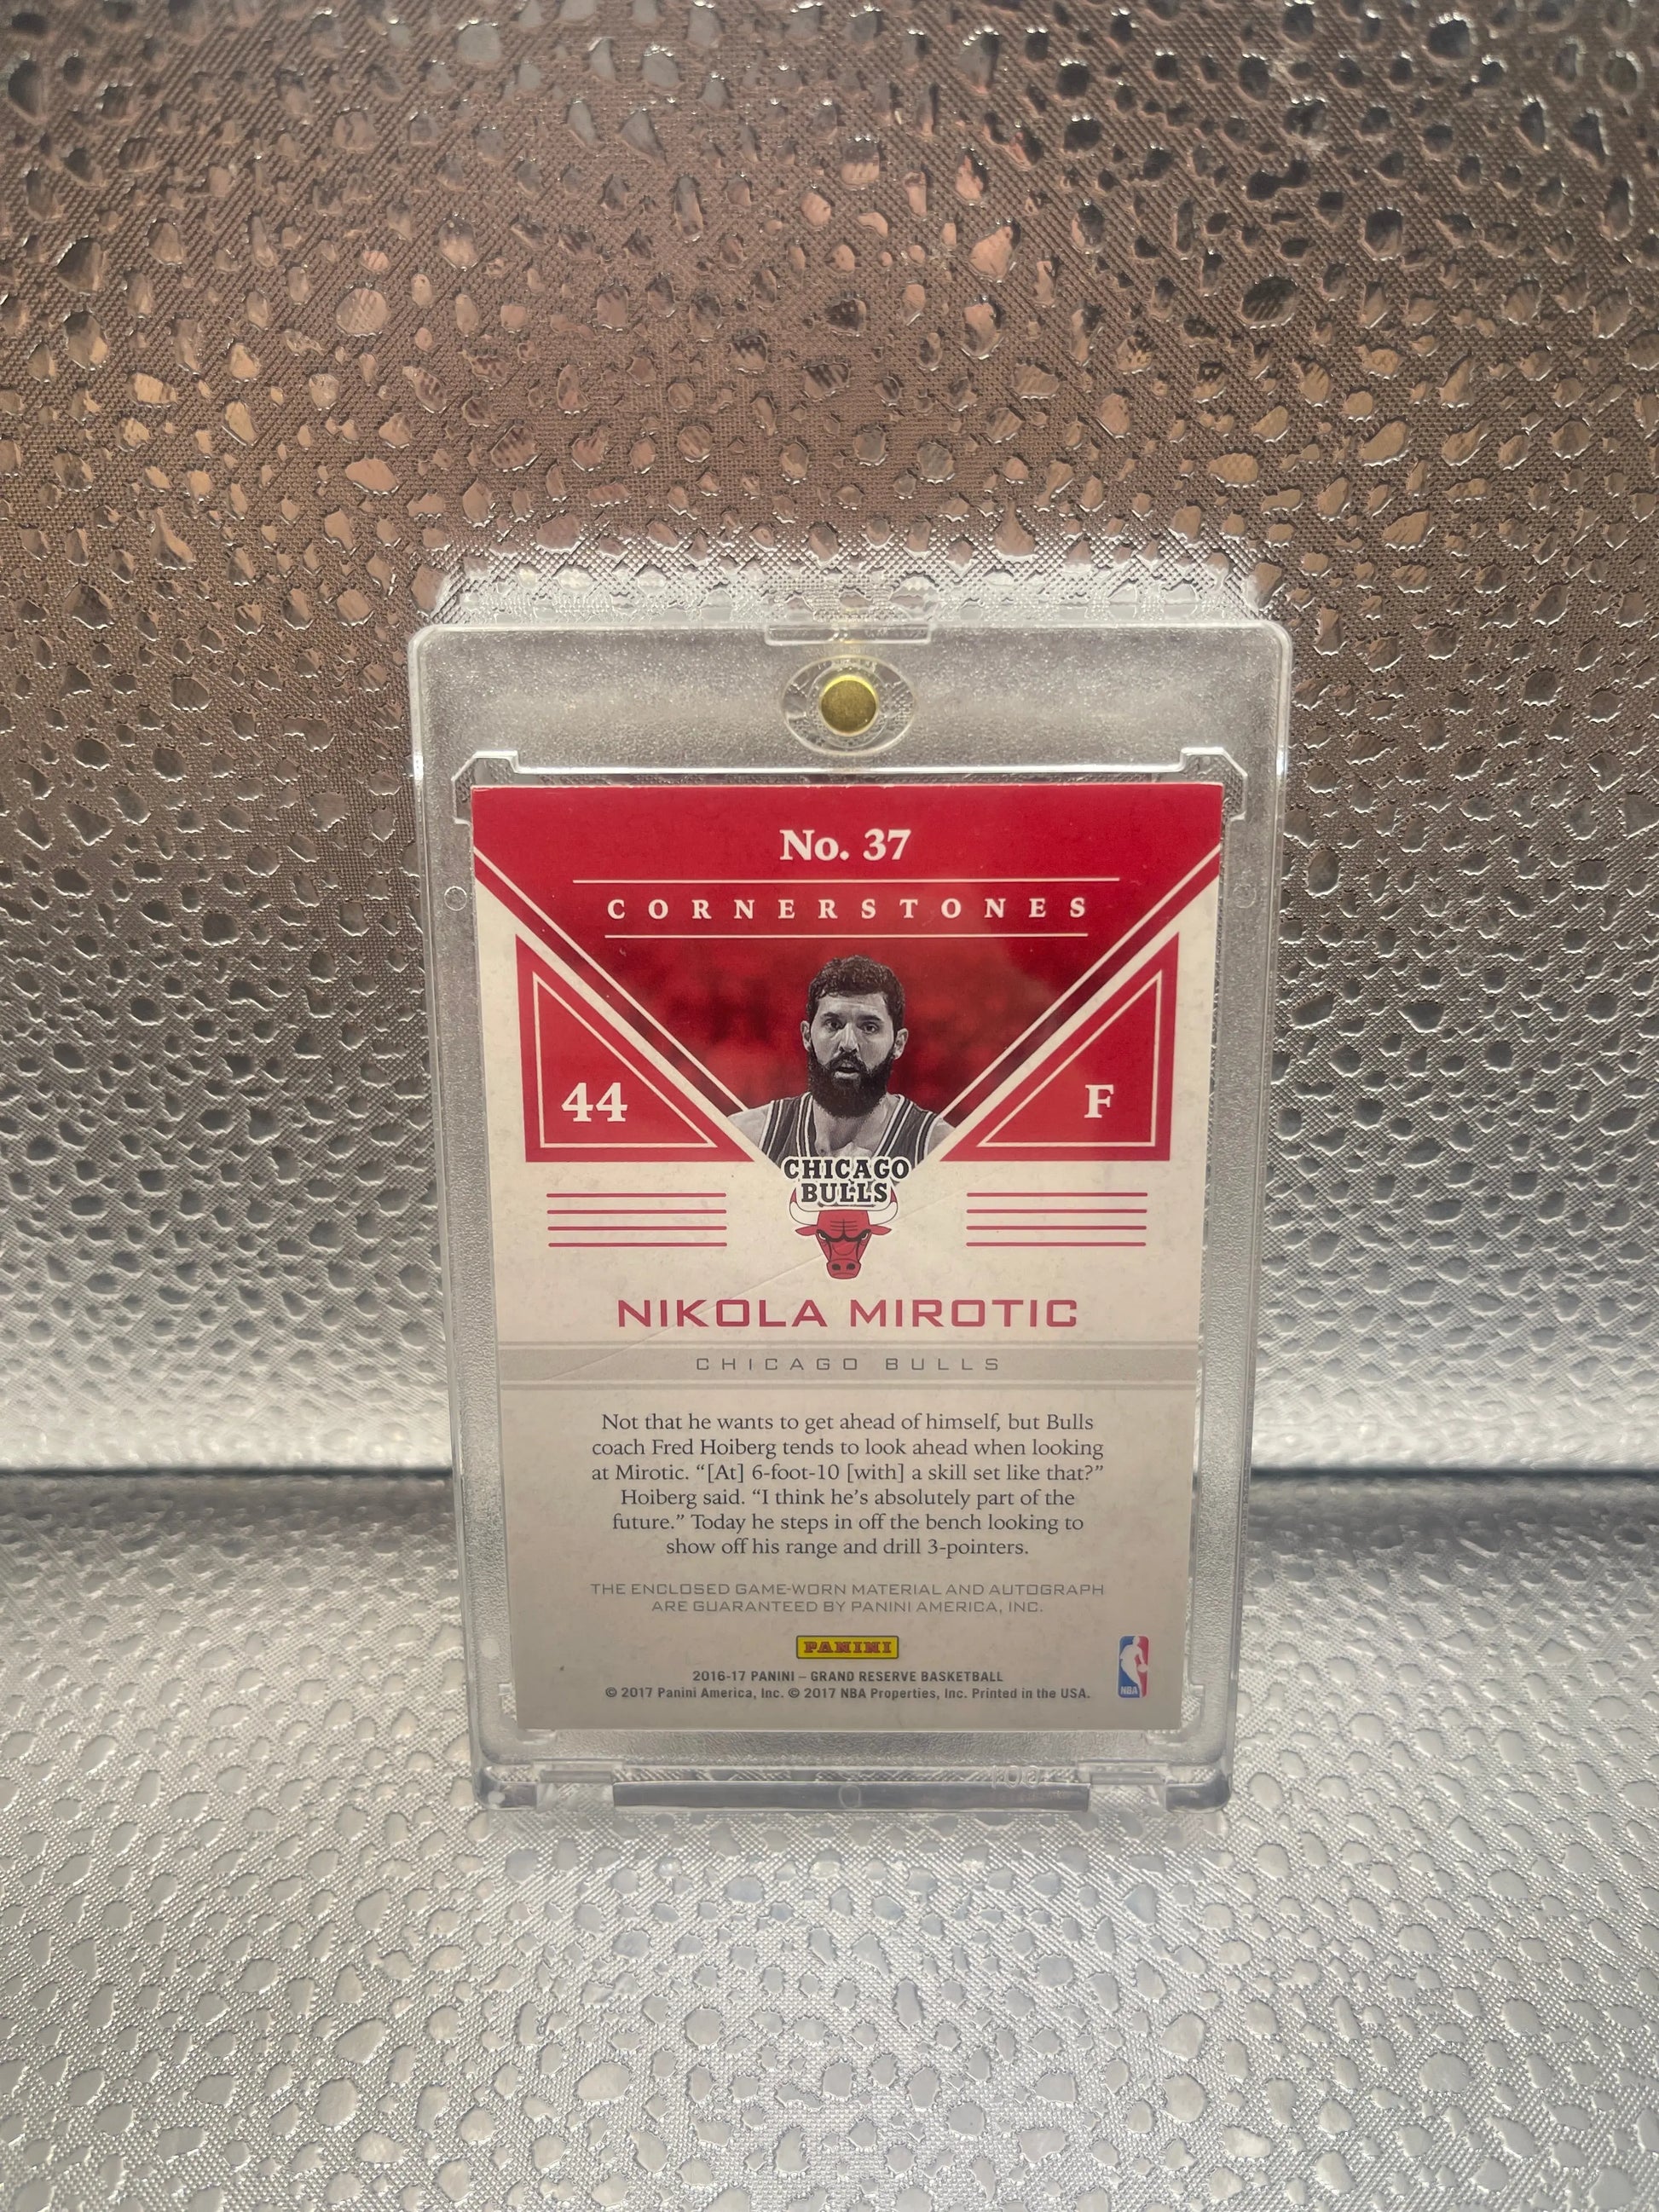 No. 37
CORNERSTONES
44
F
CHICAGO
BULLS
NIKOLA MIROTIC
CHICAGO BULLS
Not that he wants to get ahead of himself, but Bulls
coach Fred Hoiberg tends to look ahead when looking
at Mirotic. “[At] 6-foot-10 [with] a skill set like that?”
Hoiberg said. “I think he’s absolutely part of the
future.” Today he steps in off the bench looking to
show off his range and drill 3-pointers.
THE ENCLOSED GAME-WORN MATERIAL AND AUTOGRAPH
ARE GUARANTEED BY PANINI AMERICA, INC.
PANINI
2016-17 PANINI – GRAND RESERVE BASKETBALL
© 2017 Panini America, Inc. © 2017 NBA Properties, Inc. Printed in the USA.
NBA